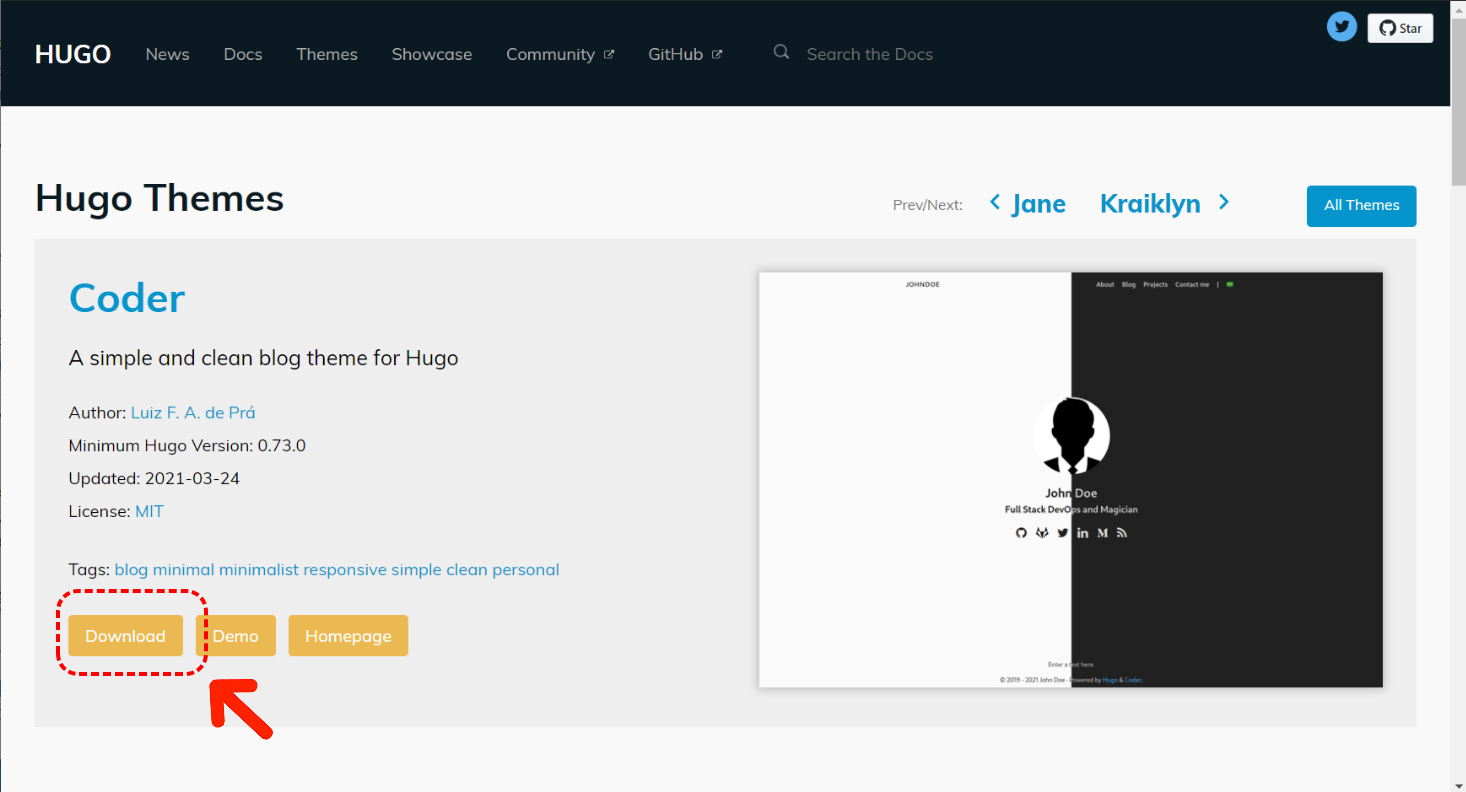 HUGO News Docs Themes Showcase Community GitHub Search the Docs
Star
Hugo Themes
Prev/Next: Jane Kraiklyn
All Themes
Coder
A simple and clean blog theme for Hugo
Author: Luiz F. A. de Prá
Minimum Hugo Version: 0.73.0
Updated: 2021-03-24
License: MIT
Tags: blog minimal minimalist responsive simple clean personal
Download Demo Homepage
JOHNDOE
About Blog Projects Contact me |
John Doe
Full Stack DevOps and Magician
Enter a text here.
© 2019 - 2021 John Doe · Powered by Hugo & Coder.